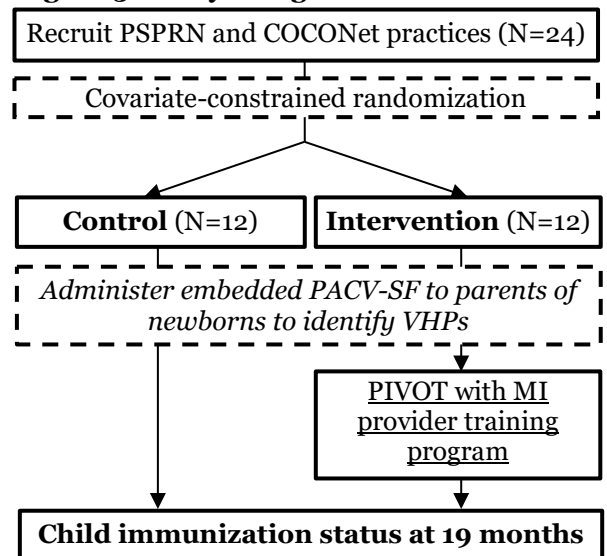 Recruit PSPRN and COCONet practices (N=24)
Covariate-constrained randomization
Control (N=12)
Intervention (N=12)
Administer embedded PACV-SF to parents of
newborns to identify VHPs
PIVOT with MI
provider training
program
Child immunization status at 19 months